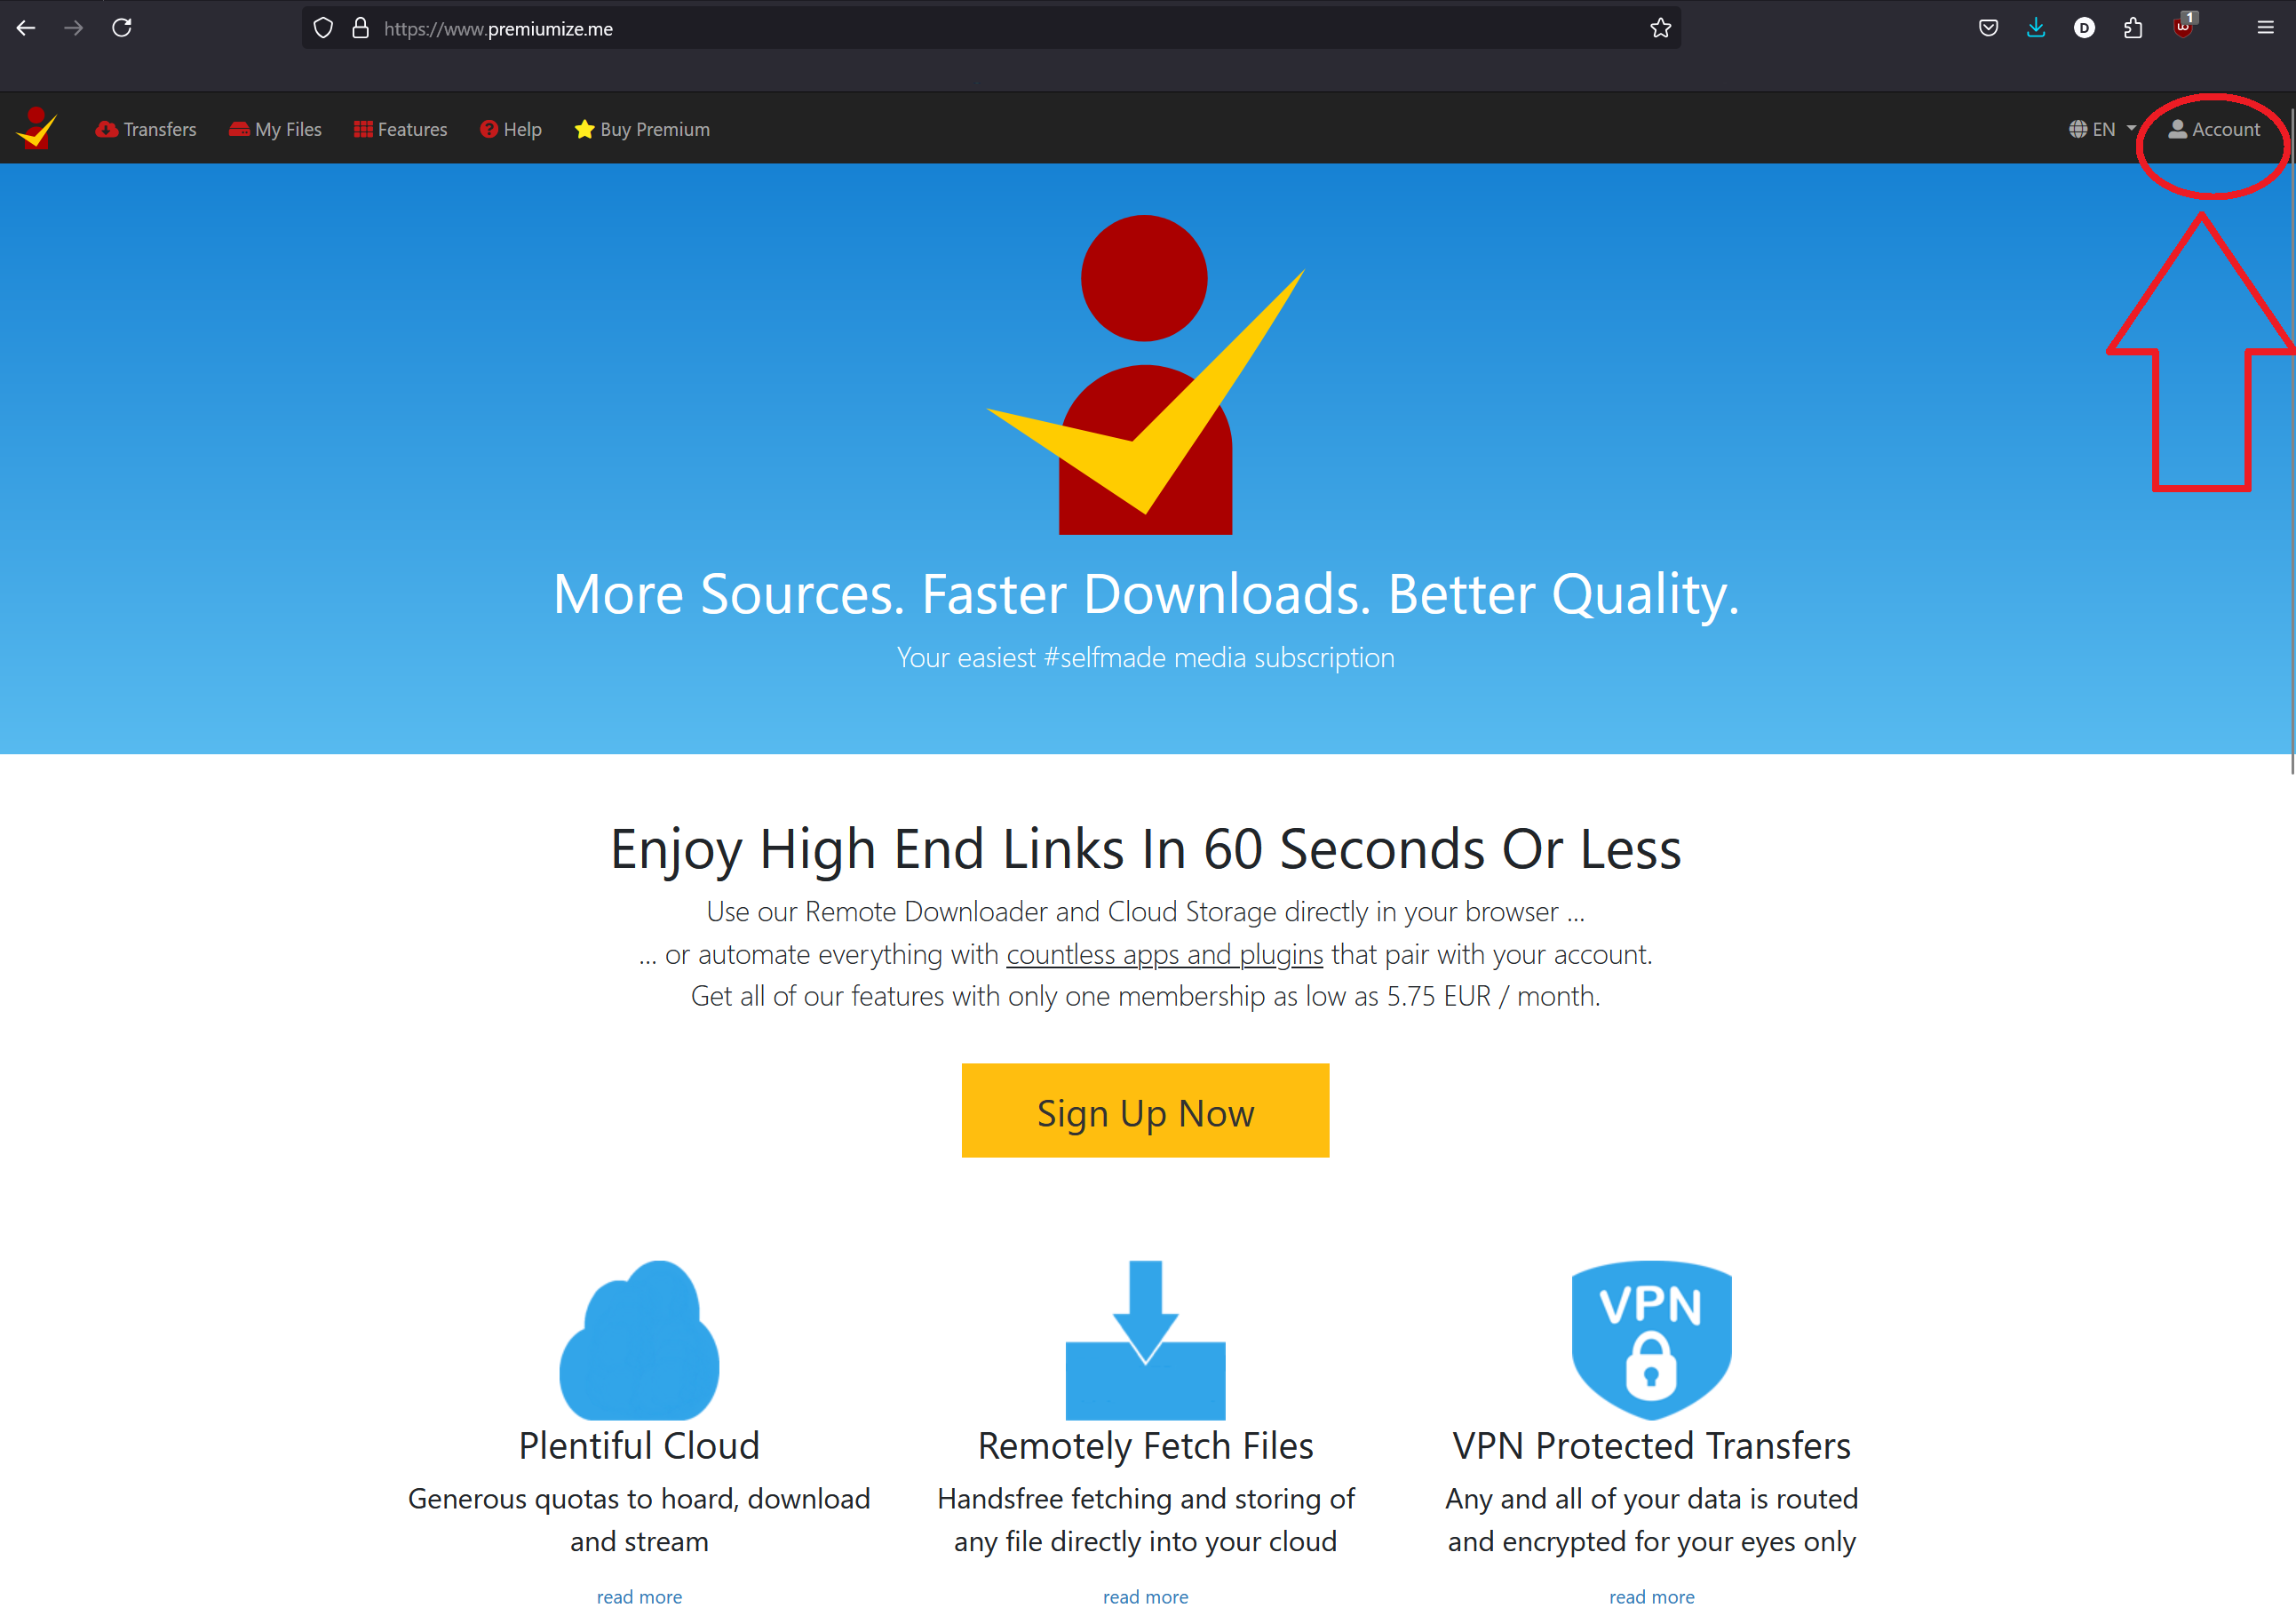 https://www.premiumize.me
1
Transfers My Files Features Help Buy Premium EN Account
More Sources. Faster Downloads. Better Quality.
Your easiest #selfmade media subscription
Enjoy High End Links In 60 Seconds Or Less
Use our Remote Downloader and Cloud Storage directly in your browser ...
... or automate everything with countless apps and plugins that pair with your account.
Get all of our features with only one membership as low as 5.75 EUR / month.
Sign Up Now
VPN
Plentiful Cloud
Generous quotas to hoard, download
and stream
read more
Remotely Fetch Files
Handsfree fetching and storing of
any file directly into your cloud
read more
VPN Protected Transfers
Any and all of your data is routed
and encrypted for your eyes only
read more